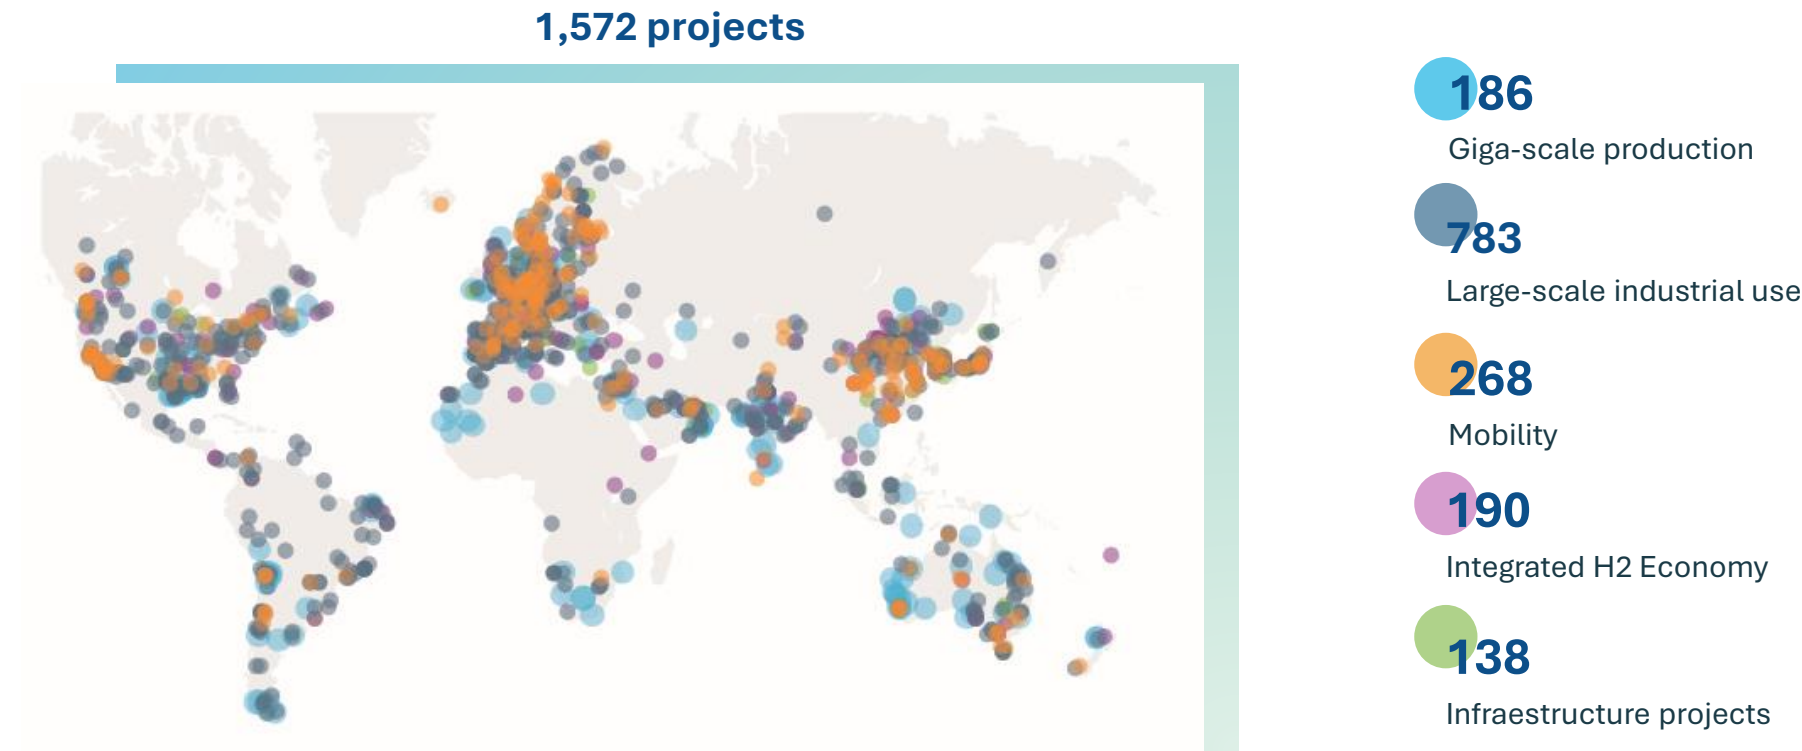 1,572 projects
186
Giga-scale production
783
Large-scale industrial use
268
Mobility
190
Integrated H2 Economy
138
Infraestructure projects